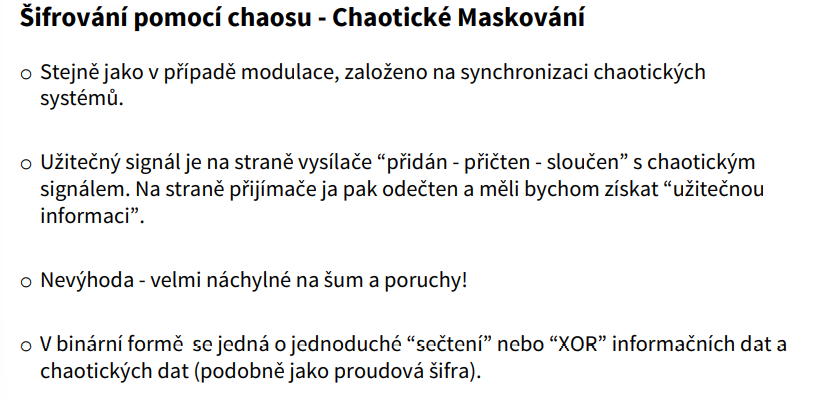 Šifrování pomocí chaosu - Chaotické Maskování
○ Stejně jako v případě modulace, založeno na synchronizaci chaotických
systémů.
○ Užitečný signál je na straně vysílače “přidán - přičten - sloučen” s chaotickým
signálem. Na straně přijímače ja pak odečten a měli bychom získat “užitečnou
informaci”.
○ Nevýhoda - velmi náchylné na šum a poruchy!
○ V binární formě se jedná o jednoduché “sečtení” nebo “XOR” informačních dat a
chaotických dat (podobně jako proudová šifra).